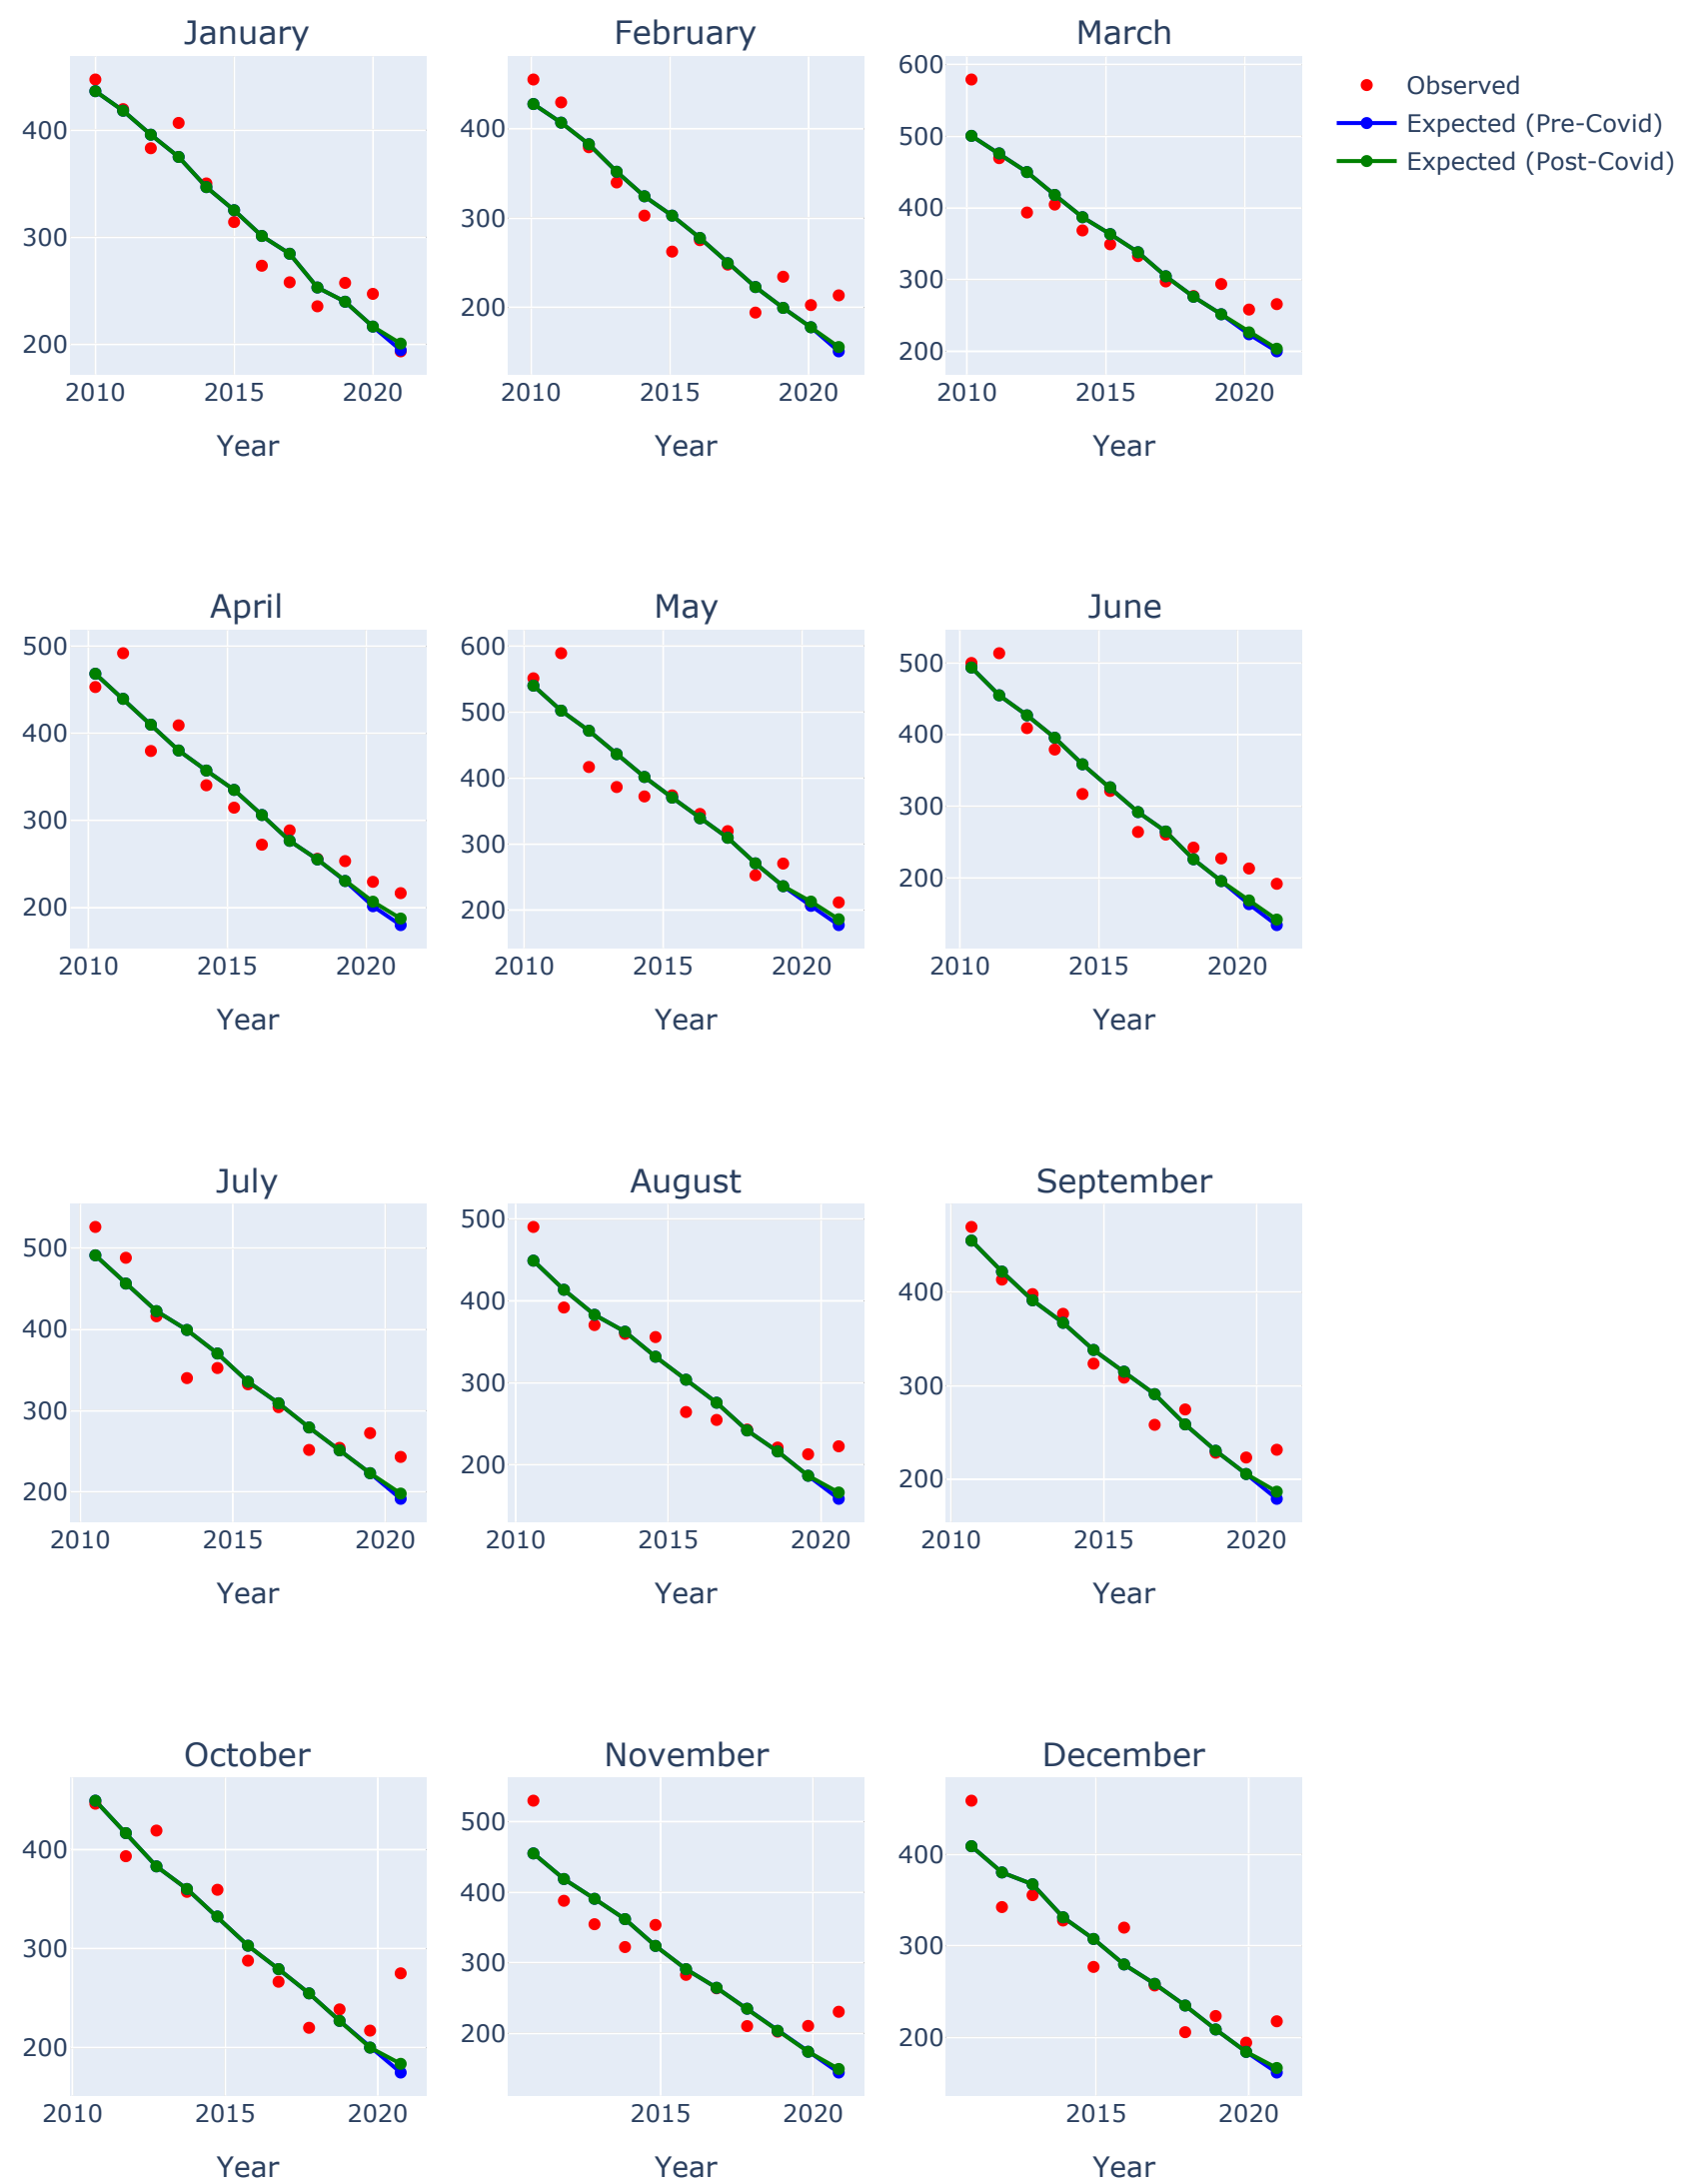 January February March
600
Observed
Expected (Pre-Covid)
Expected (Post-Covid)
400 400 500
300 300 400
200 200 300
200
2010 2015 2020 2010 2015 2020 2010 2015 2020
Year Year Year
April May June
500 600 500
400 500 400
300 400 300
200 300 200
200
2010 2015 2020 2010 2015 2020 2010 2015 2020
Year Year Year
July August September
500 500 400
400 400 300
300 300 200
200 200
2010 2015 2020 2010 2015 2020 2010 2015 2020
Year Year Year
October November December
400 500 400
300 400 300
200 300 200
200
2010 2015 2020 2015 2020 2015 2020
Year Year Year